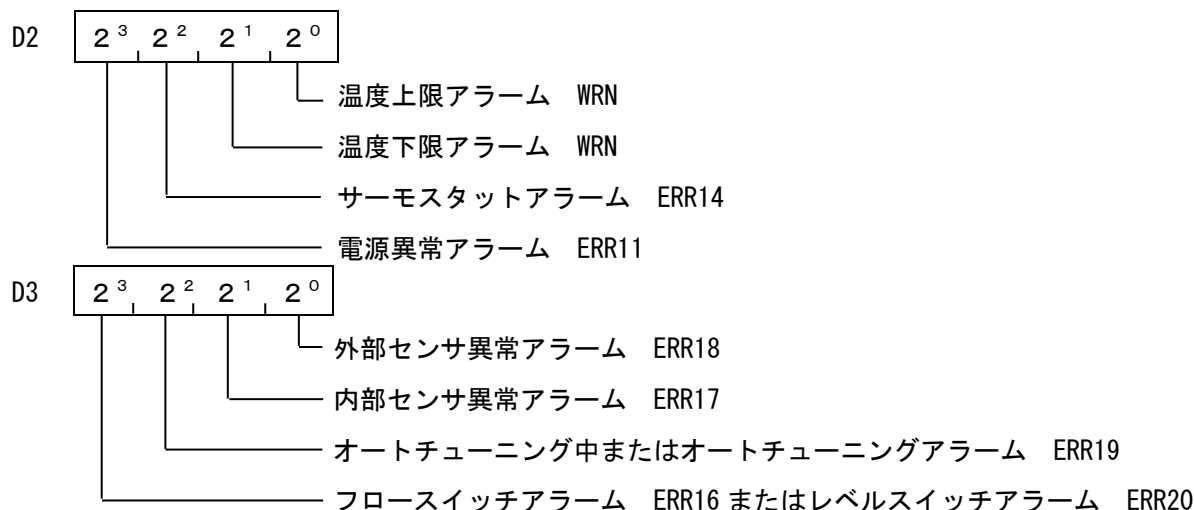 D2 2³ 2² 2¹ 2⁰
温度上限アラーム WRN
温度下限アラーム WRN
サーモスタットアラーム ERR14
電源異常アラーム ERR11
D3 2³ 2² 2¹ 2⁰
外部センサ異常アラーム ERR18
内部センサ異常アラーム ERR17
オートチューニング中またはオートチューニングアラーム ERR19
フロースイッチアラーム ERR16 またはレベルスイッチアラーム ERR20